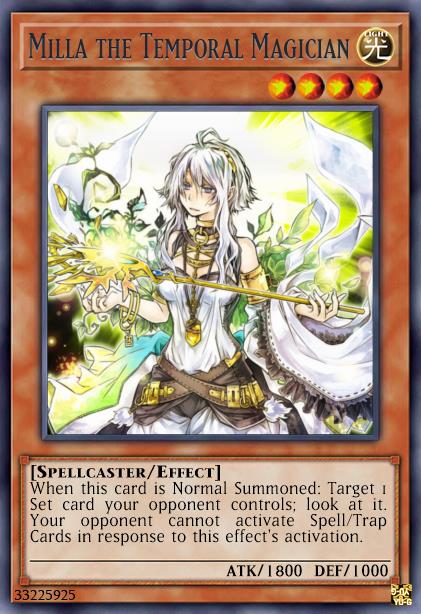 MILLA THE TEMPORAL MAGICIAN
LIGHT
光
[SPELLCASTER/EFFECT]
When this card is Normal Summoned: Target 1
Set card your opponent controls; look at it.
Your opponent cannot activate Spell/Trap
Cards in response to this effect's activation.
ATK/1800 DEF/1000
33225925